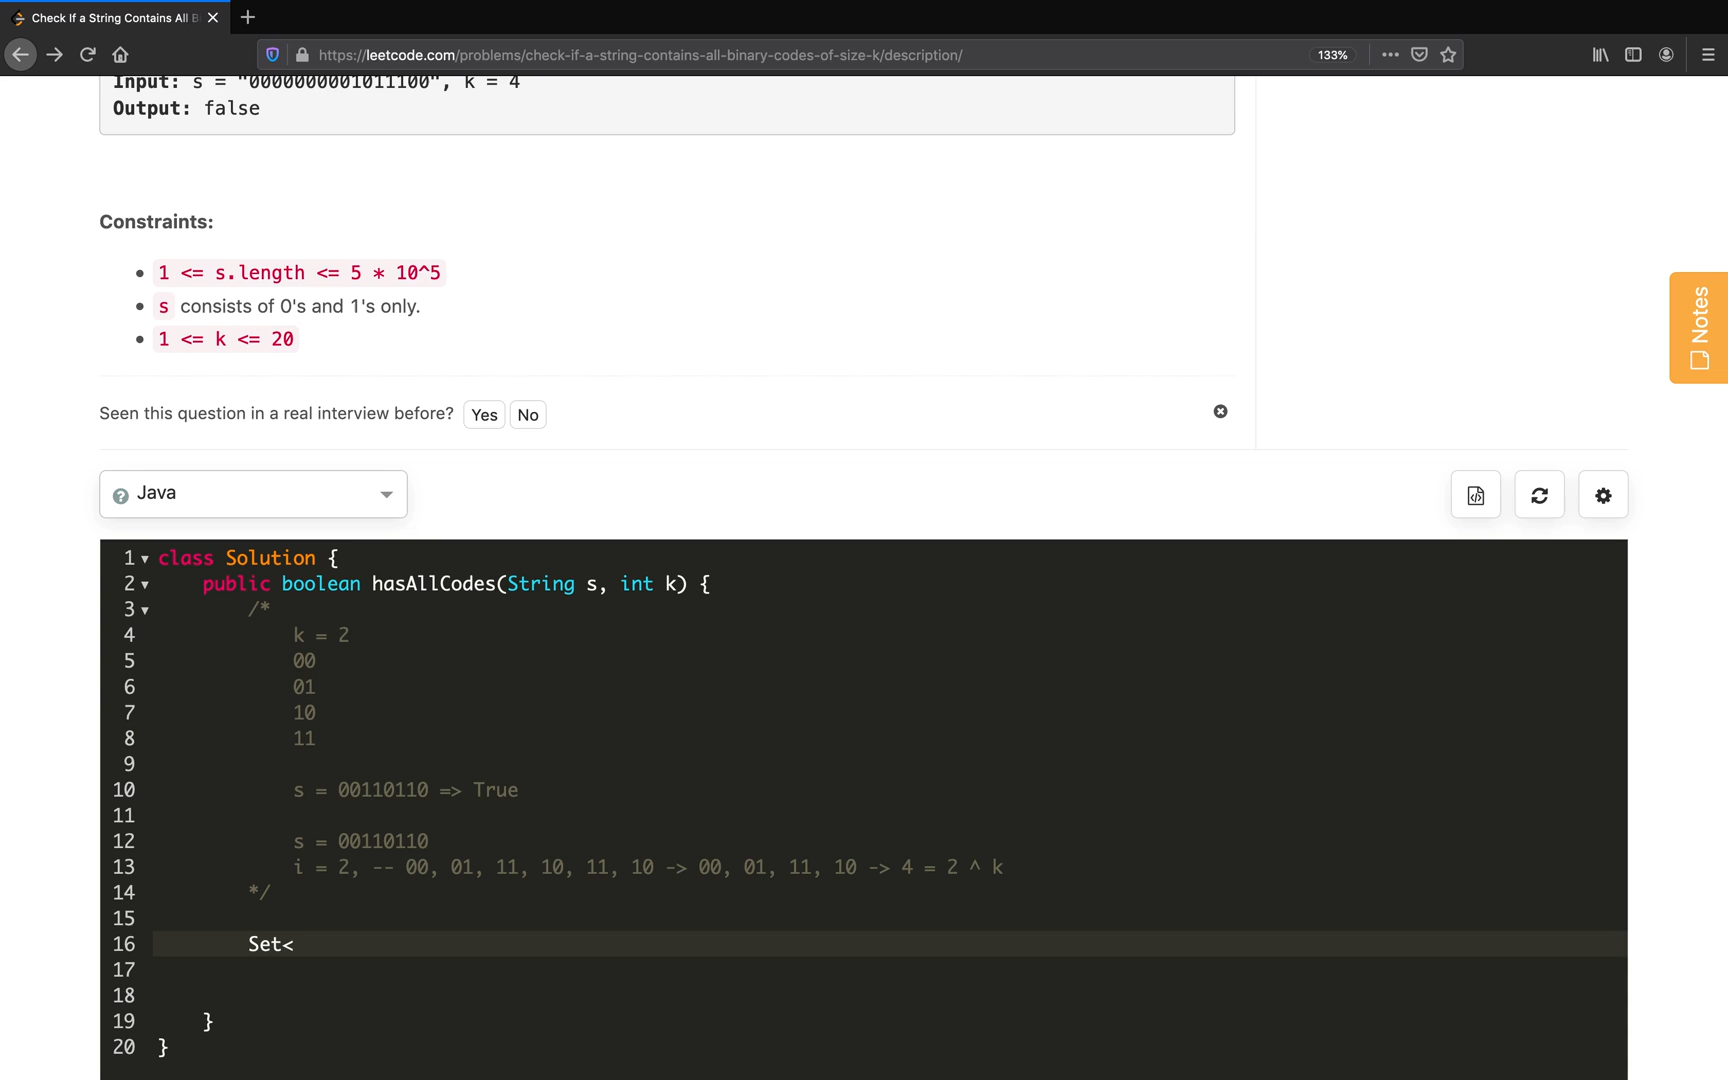 Check If a String Contains All B
https://leetcode.com/problems/check-if-a-string-contains-all-binary-codes-of-size-k/description/
133%
Input: s = "0000000001011100", k = 4
Output: false
Constraints:
1 <= s.length <= 5 * 10^5
s consists of 0's and 1's only.
1 <= k <= 20
Notes
Seen this question in a real interview before? Yes No
Java
1 class Solution {
2 public boolean hasAllCodes(String s, int k) {
3 /*
4 k = 2
5 00
6 01
7 10
8 11
9
10 s = 00110110 => True
11
12 s = 00110110
13 i = 2, -- 00, 01, 11, 10, 11, 10 -> 00, 01, 11, 10 -> 4 = 2 ^ k
14 */
15
16 Set<
17
18
19 }
20 }